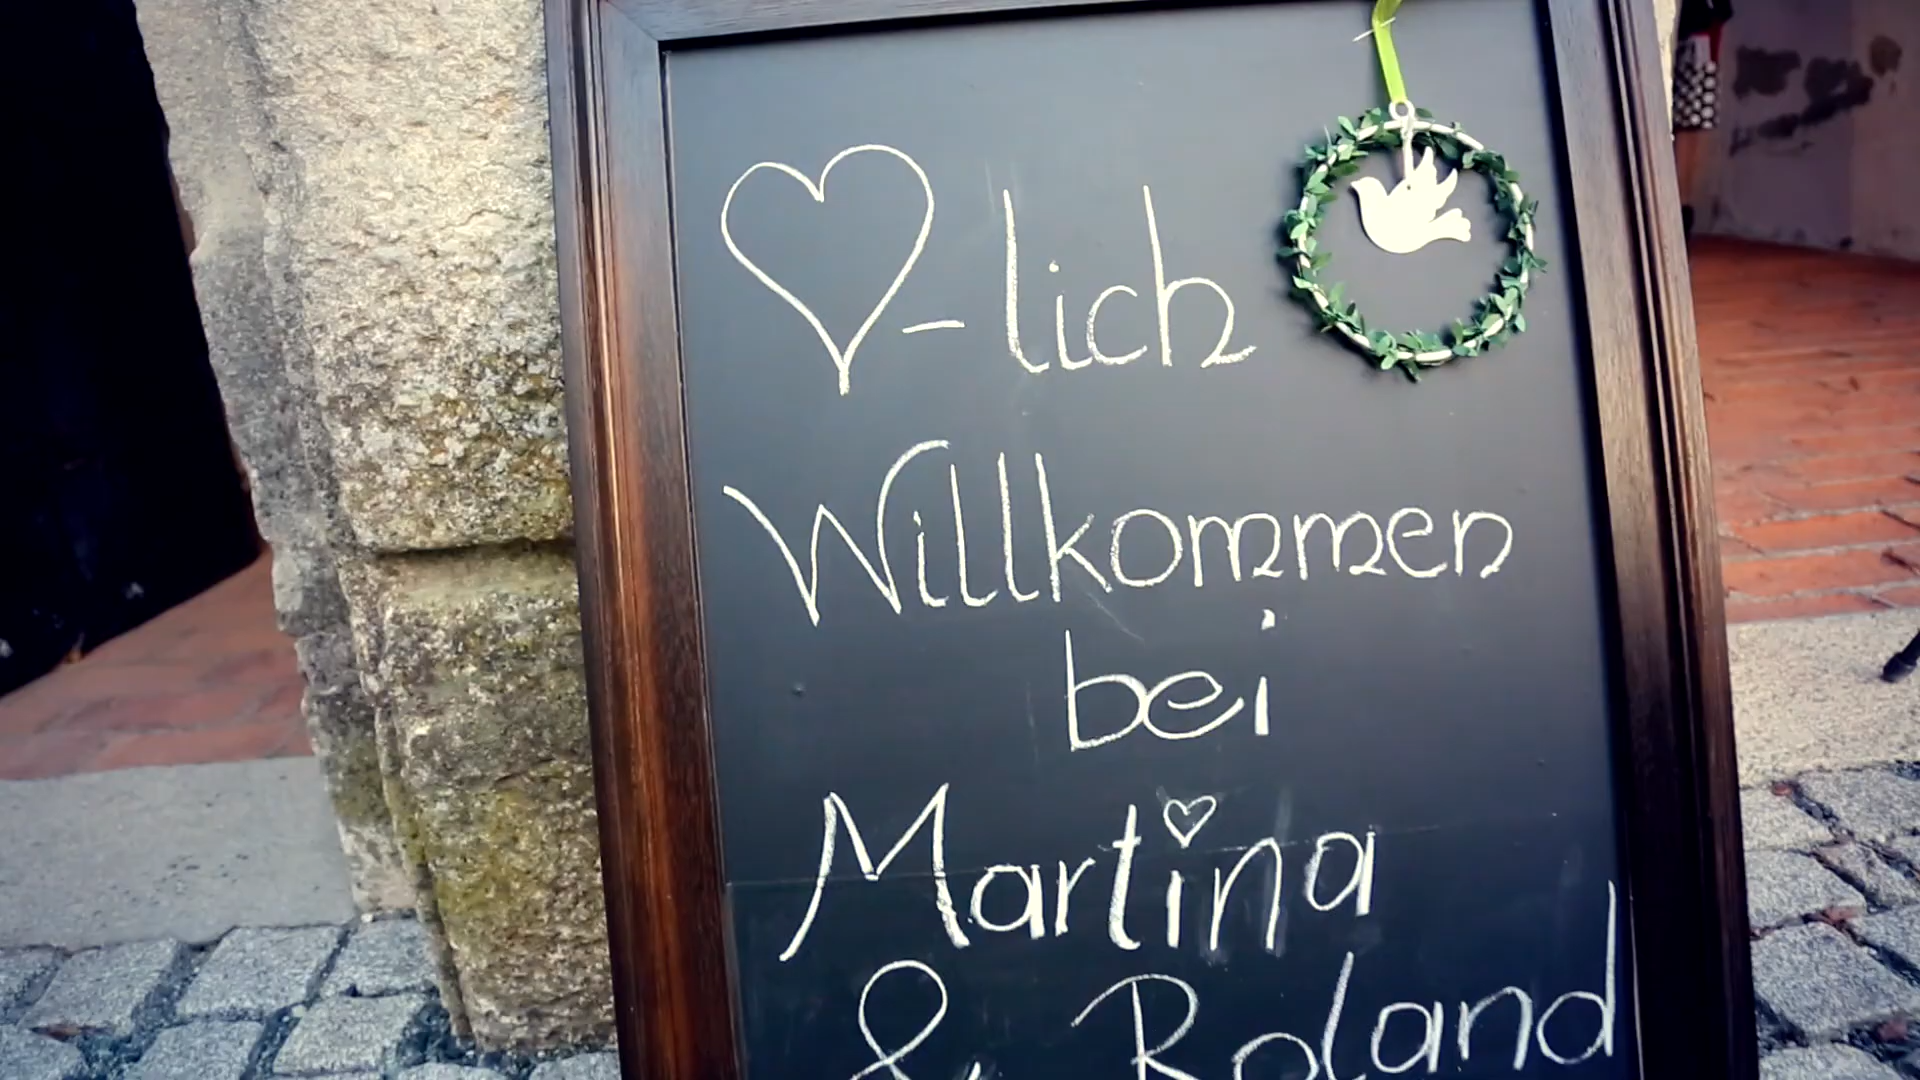 ♡-lich
Willkommen
bei
Martina
& Roland